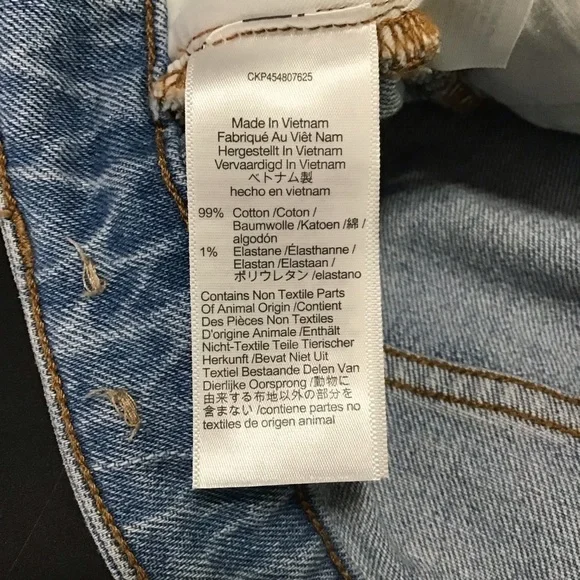 CKP454807625
Made In Vietnam
Fabriqué Au Viêt Nam
Hergestellt In Vietnam
Vervaardigd In Vietnam
ベトナム製
hecho en vietnam
99% Cotton /Coton /
Baumwolle /Katoen /綿 /
algodón
1% Elastane /Élasthanne /
Elastan /Elastaan /
ポリウレタン /elastano
Contains Non Textile Parts
Of Animal Origin /Contient
Des Pièces Non Textiles
D'origine Animale /Enthält
Nicht-Textile Teile Tierischer
Herkunft /Bevat Niet Uit
Textiel Bestaande Delen Van
Dierlijke Oorsprong /動物に
由来する布地以外の部分を
含まない /contiene partes no
textiles de origen animal